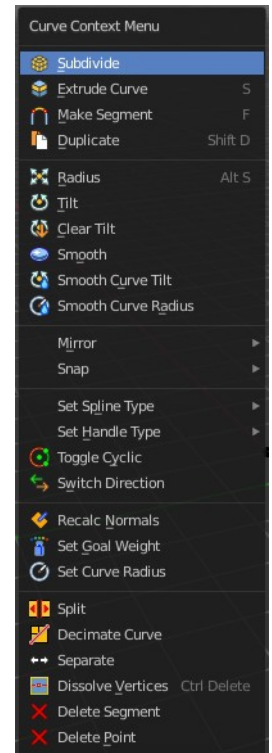 Curve Context Menu
Subdivide
Extrude Curve S
Make Segment F
Duplicate Shift D
Radius Alt S
Tilt
Clear Tilt
Smooth
Smooth Curve Tilt
Smooth Curve Radius
Mirror
Snap
Set Spline Type
Set Handle Type
Toggle Cyclic
Switch Direction
Recalc Normals
Set Goal Weight
Set Curve Radius
Split
Decimate Curve
Separate
Dissolve Vertices Ctrl Delete
Delete Segment
Delete Point